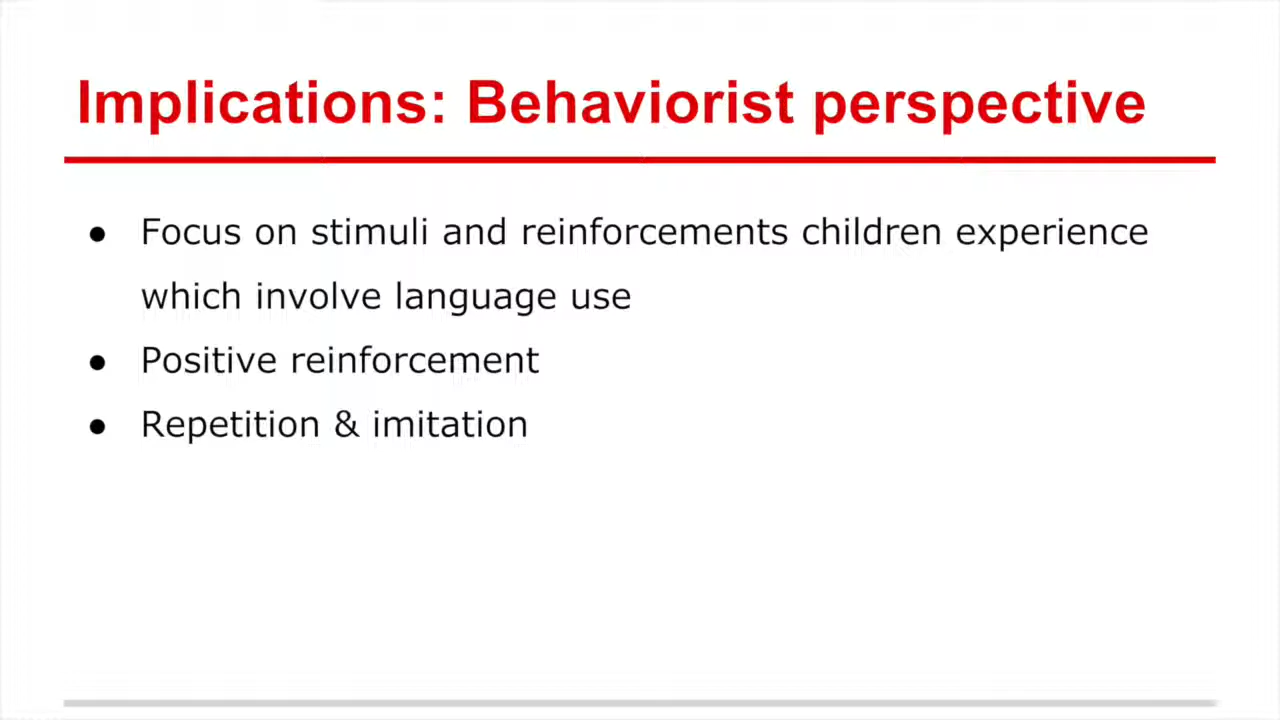 Implications: Behaviorist perspective
● Focus on stimuli and reinforcements children experience
which involve language use
● Positive reinforcement
● Repetition & imitation